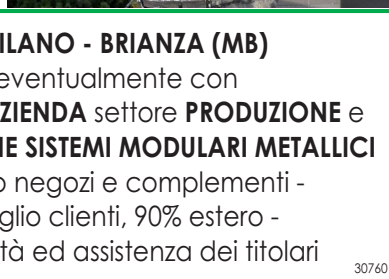 ILANO - BRIANZA (MB)
eventualmente con
ZIENDA settore PRODUZIONE e
NE SISTEMI MODULARI METALLICI
o negozi e complementi -
glio clienti, 90% estero -
tà ed assistenza dei titolari
30760